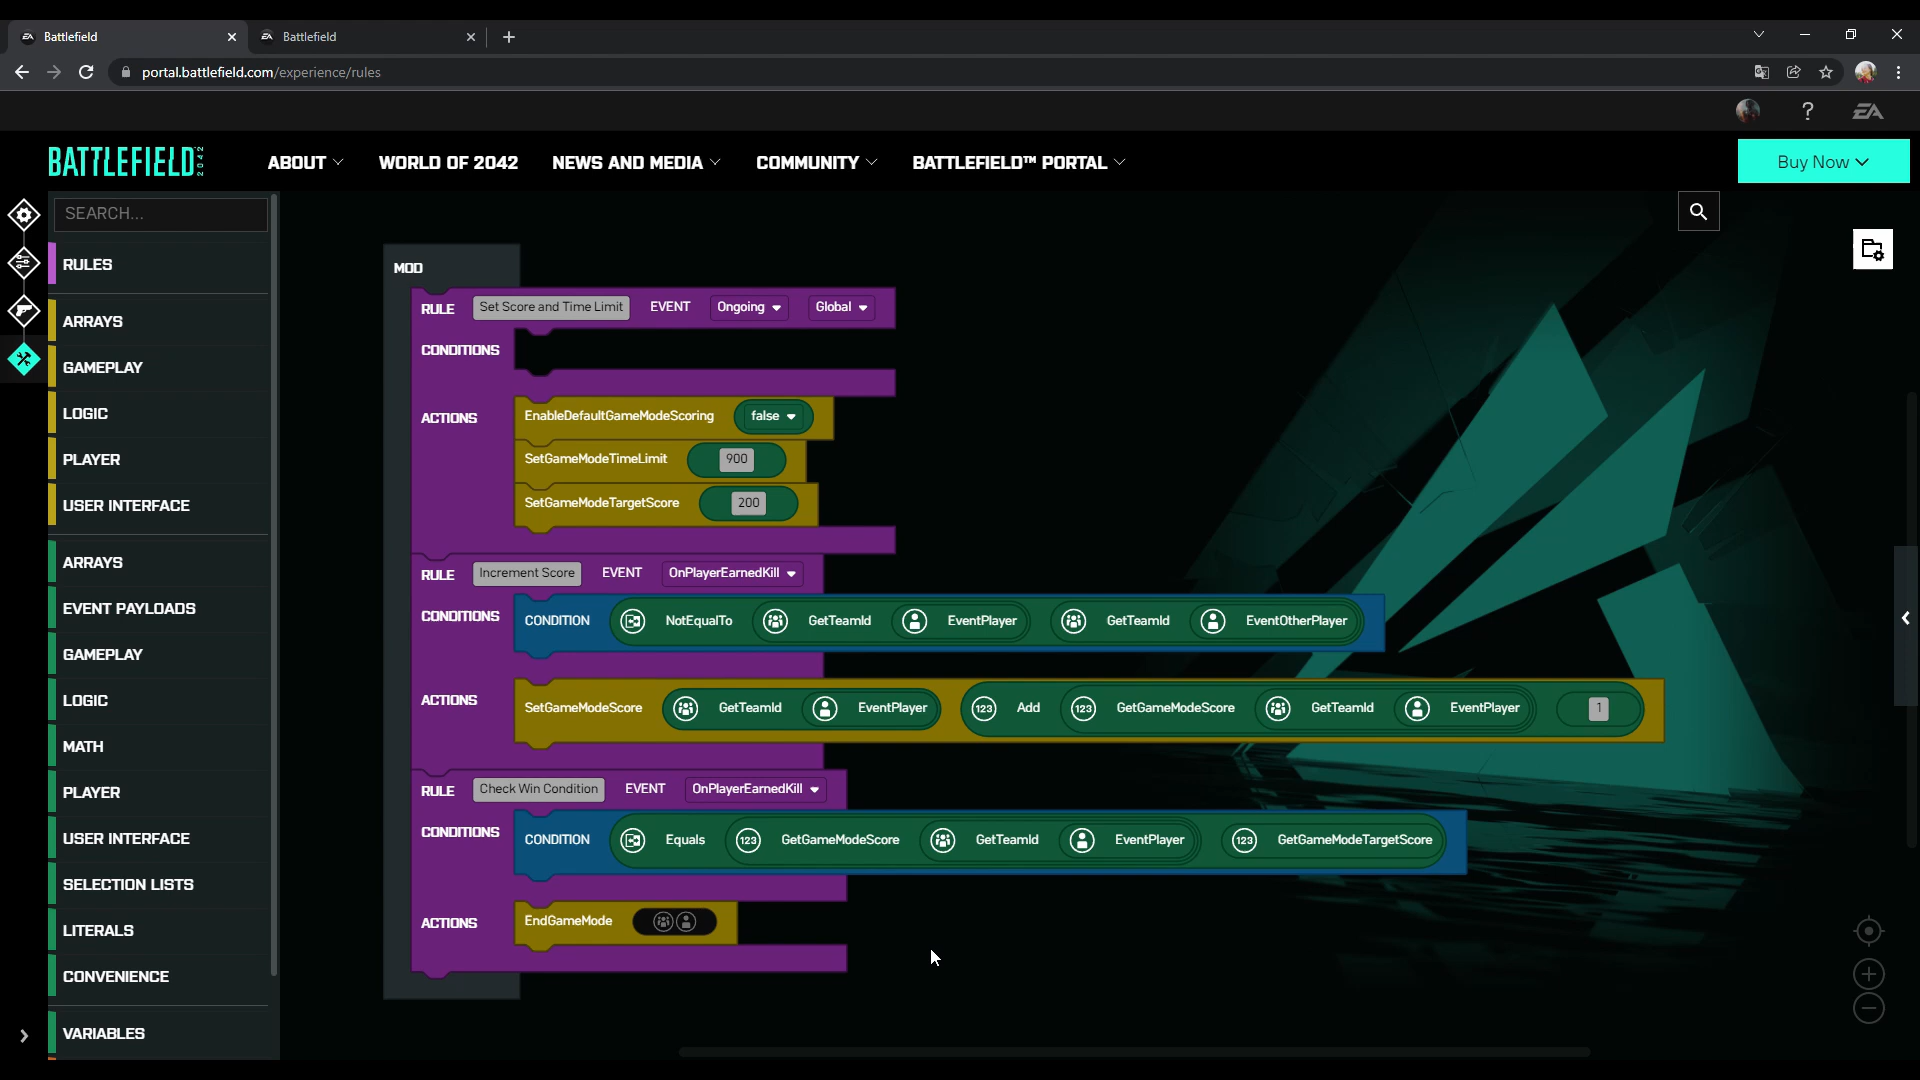 Battlefield
Battlefield
portal.battlefield.com/experience/rules
BATTLEFIELD 2042
ABOUT
WORLD OF 2042
NEWS AND MEDIA
COMMUNITY
BATTLEFIELD™ PORTAL
Buy Now
SEARCH...
RULES
ARRAYS
GAMEPLAY
LOGIC
PLAYER
USER INTERFACE
ARRAYS
EVENT PAYLOADS
GAMEPLAY
LOGIC
MATH
PLAYER
USER INTERFACE
SELECTION LISTS
LITERALS
CONVENIENCE
VARIABLES
MOD
RULE Set Score and Time Limit EVENT Ongoing Global
CONDITIONS
ACTIONS EnableDefaultGameModeScoring false
SetGameModeTimeLimit 900
SetGameModeTargetScore 200
RULE Increment Score EVENT OnPlayerEarnedKill
CONDITIONS CONDITION NotEqualTo GetTeamId EventPlayer GetTeamId EventOtherPlayer
ACTIONS SetGameModeScore GetTeamId EventPlayer 123 Add 123 GetGameModeScore GetTeamId EventPlayer 1
RULE Check Win Condition EVENT OnPlayerEarnedKill
CONDITIONS CONDITION Equals 123 GetGameModeScore GetTeamId EventPlayer 123 GetGameModeTargetScore
ACTIONS EndGameMode